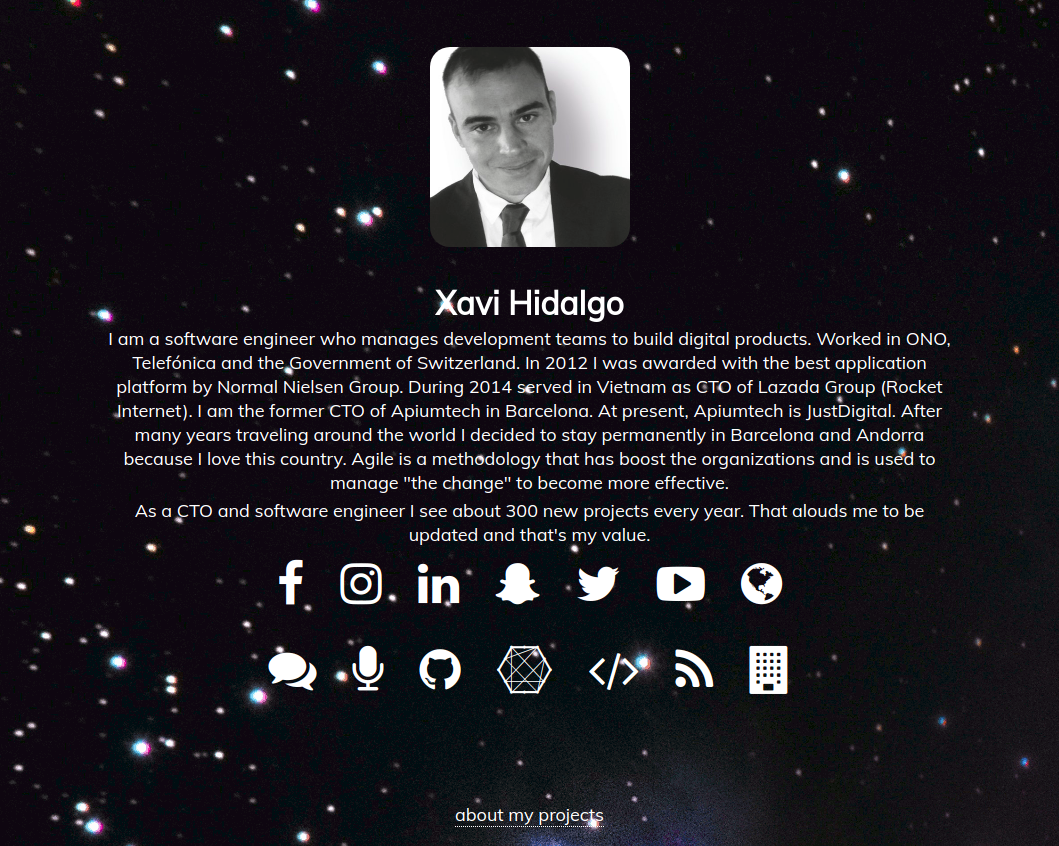 Xavi Hidalgo
I am a software engineer who manages development teams to build digital products. Worked in ONO,
Telefónica and the Government of Switzerland. In 2012 I was awarded with the best application
platform by Normal Nielsen Group. During 2014 served in Vietnam as CTO of Lazada Group (Rocket
Internet). I am the former CTO of Apiumtech in Barcelona. At present, Apiumtech is JustDigital. After
many years traveling around the world I decided to stay permanently in Barcelona and Andorra
because I love this country. Agile is a methodology that has boost the organizations and is used to
manage "the change" to become more effective.
As a CTO and software engineer I see about 300 new projects every year. That alouds me to be
updated and that's my value.
about my projects